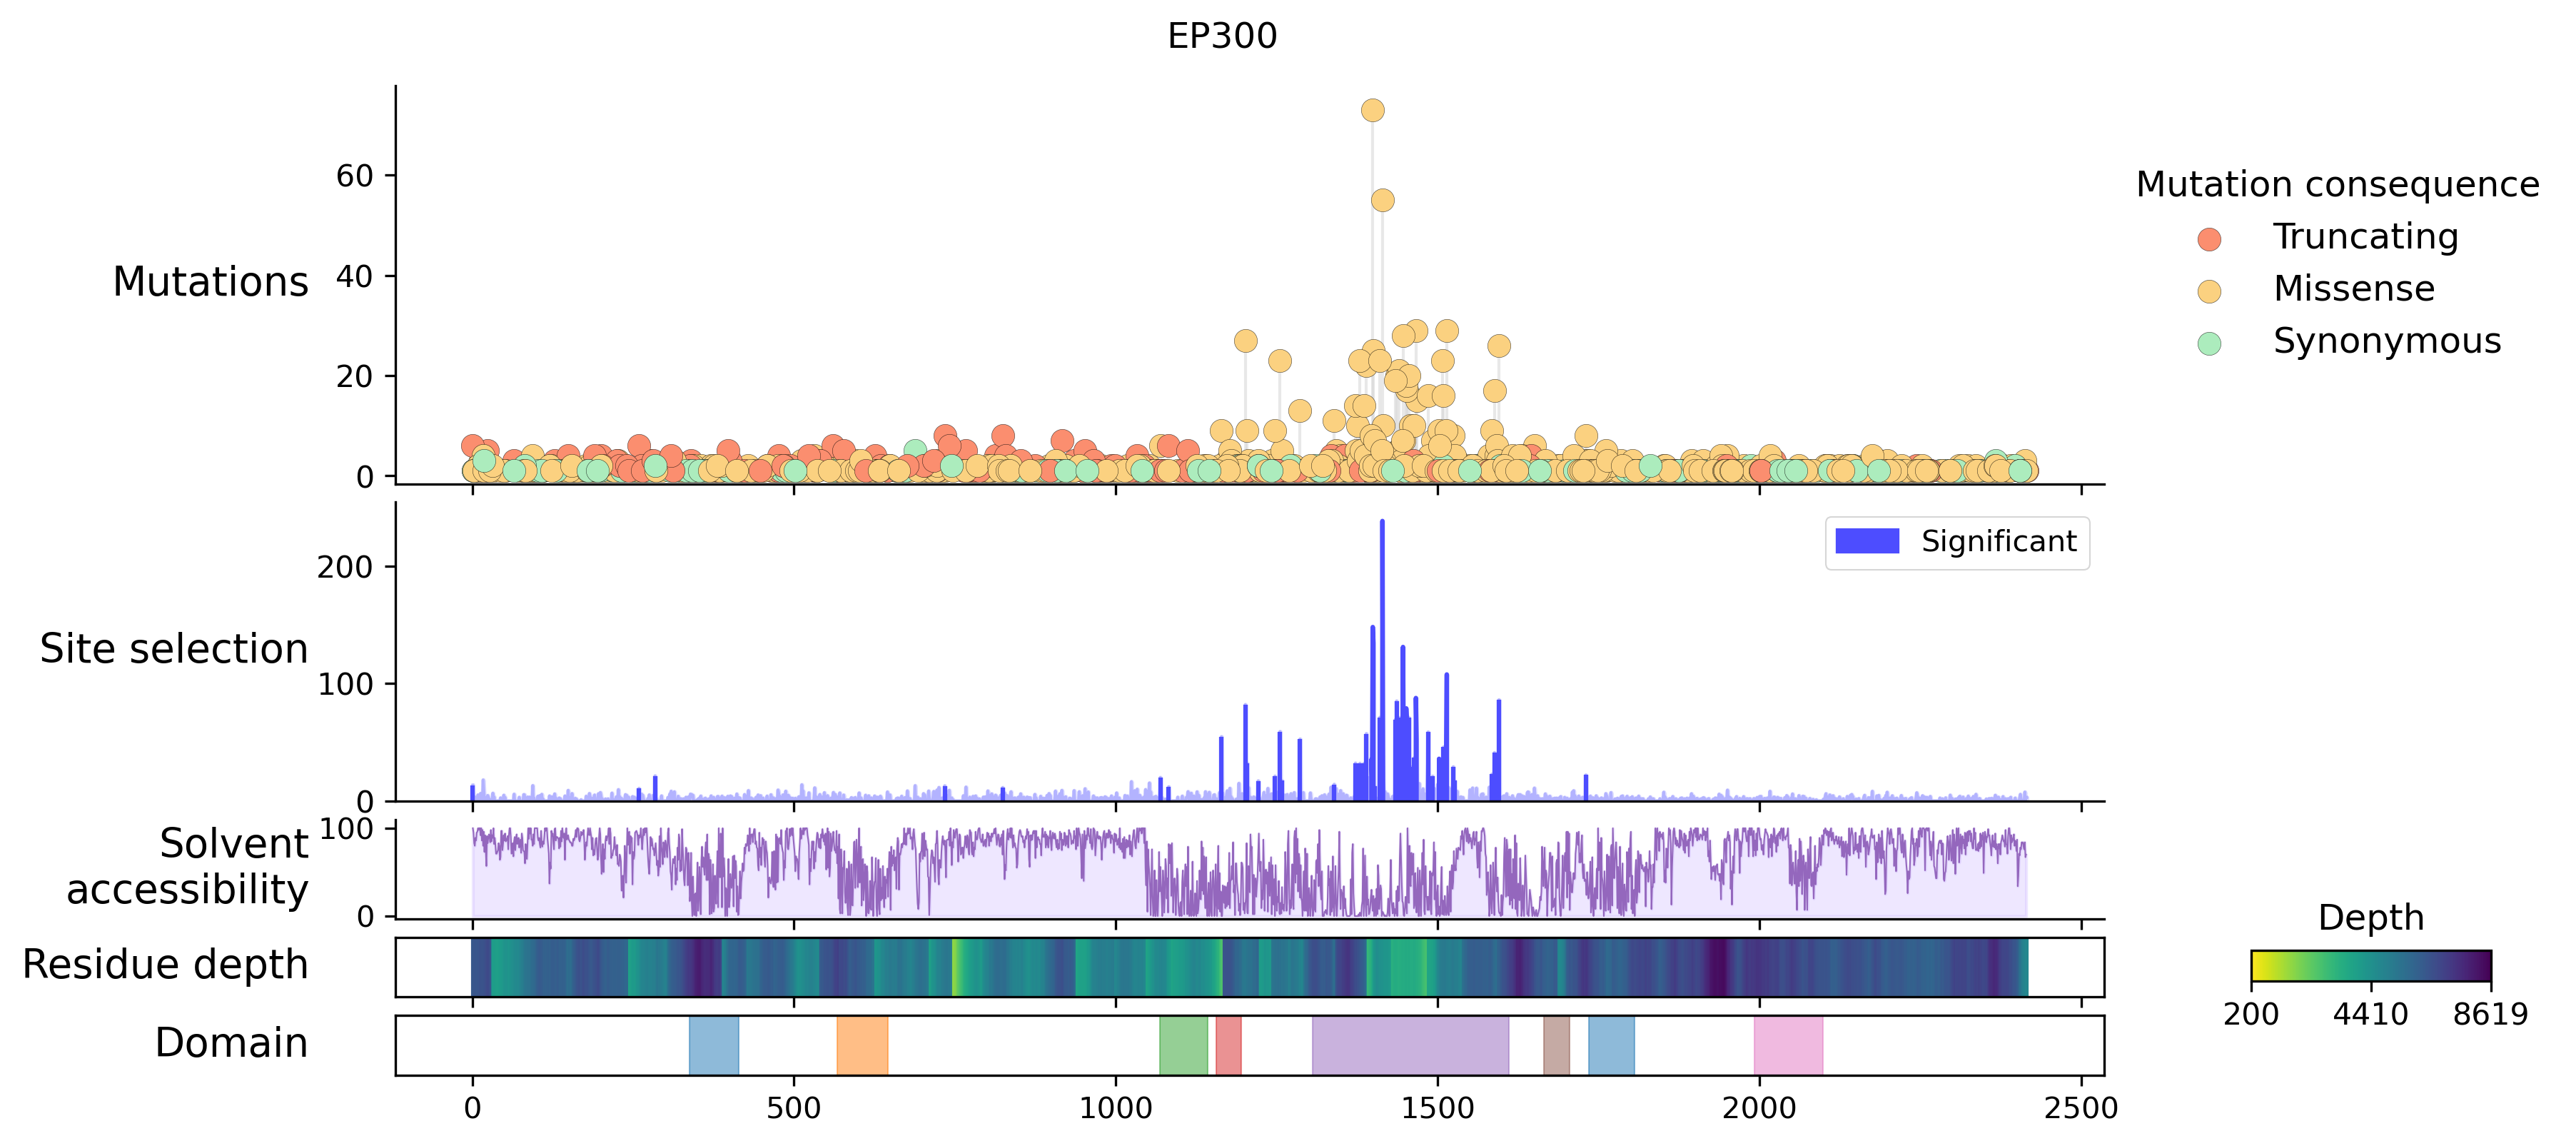 EP300
Mutations
60
40
20
0
Mutation consequence
Truncating
Missense
Synonymous
Site selection
200
100
0
Significant
Solvent
accessibility
100
0
Residue depth
Domain
0
500
1000
1500
2000
2500
Depth
200
4410
8619